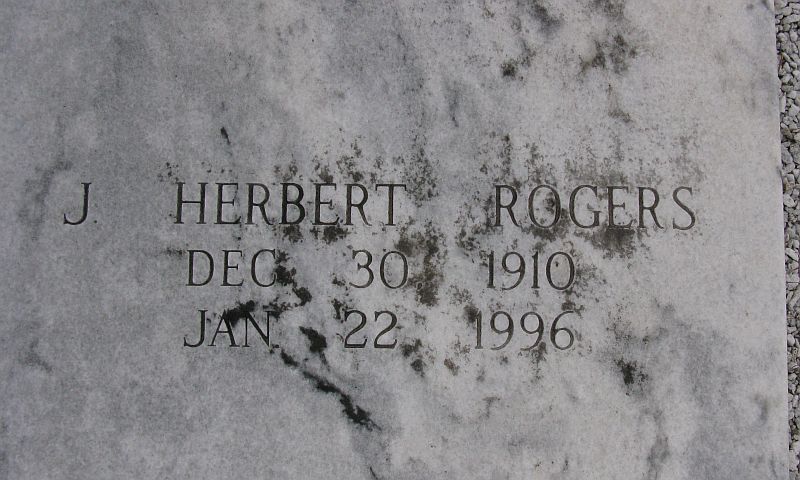 J. HERBERT ROGERS
DEC. 30 1910
JAN. 22 1996